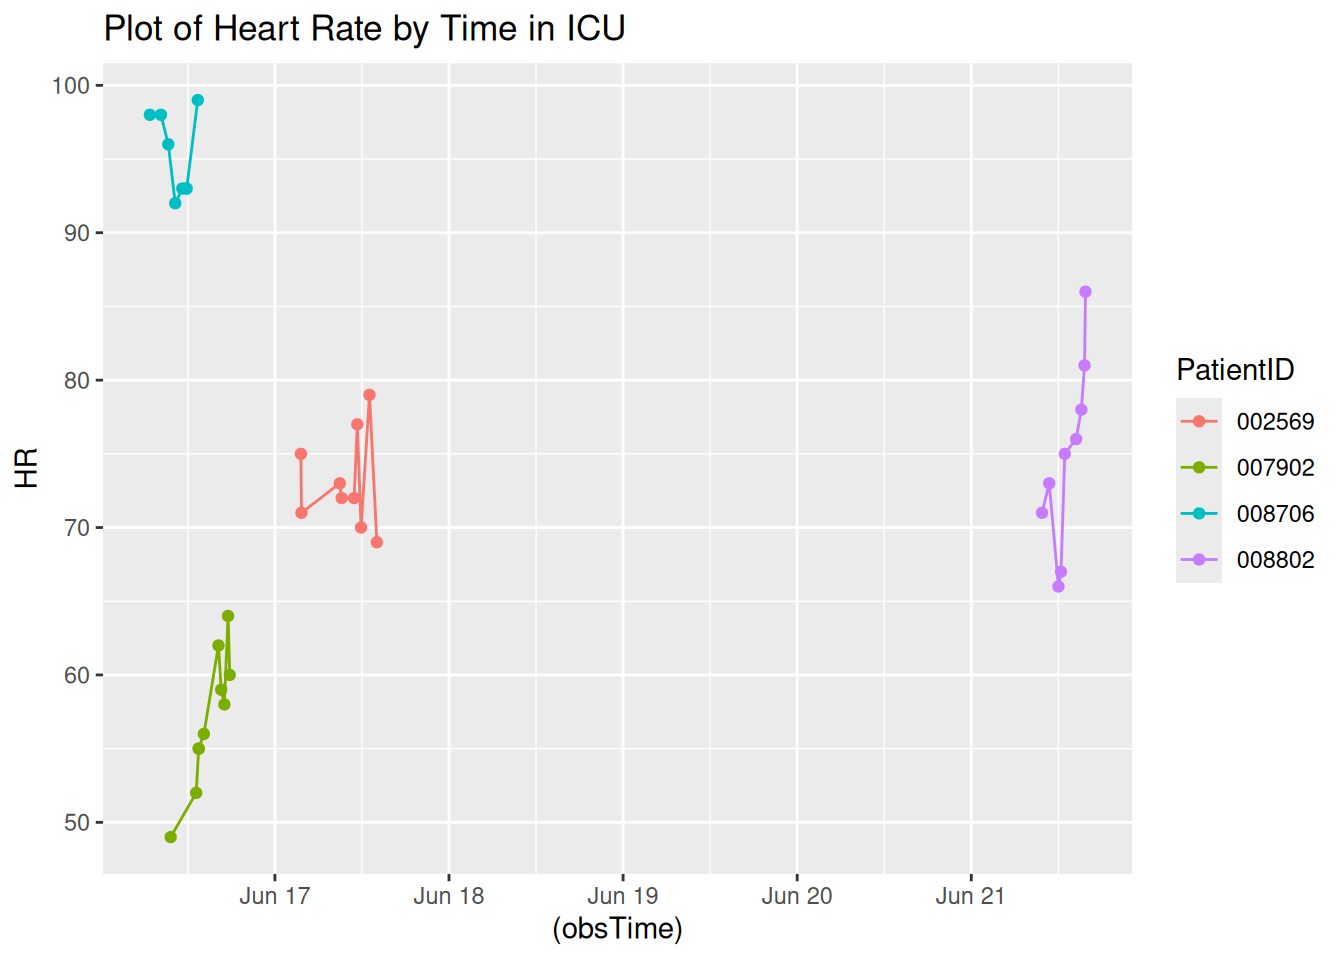 Plot of Heart Rate by Time in ICU
100
90
80
70
60
50
HR
Jun 17
Jun 18
Jun 19
Jun 20
Jun 21
(obsTime)
PatientID
002569
007902
008706
008802